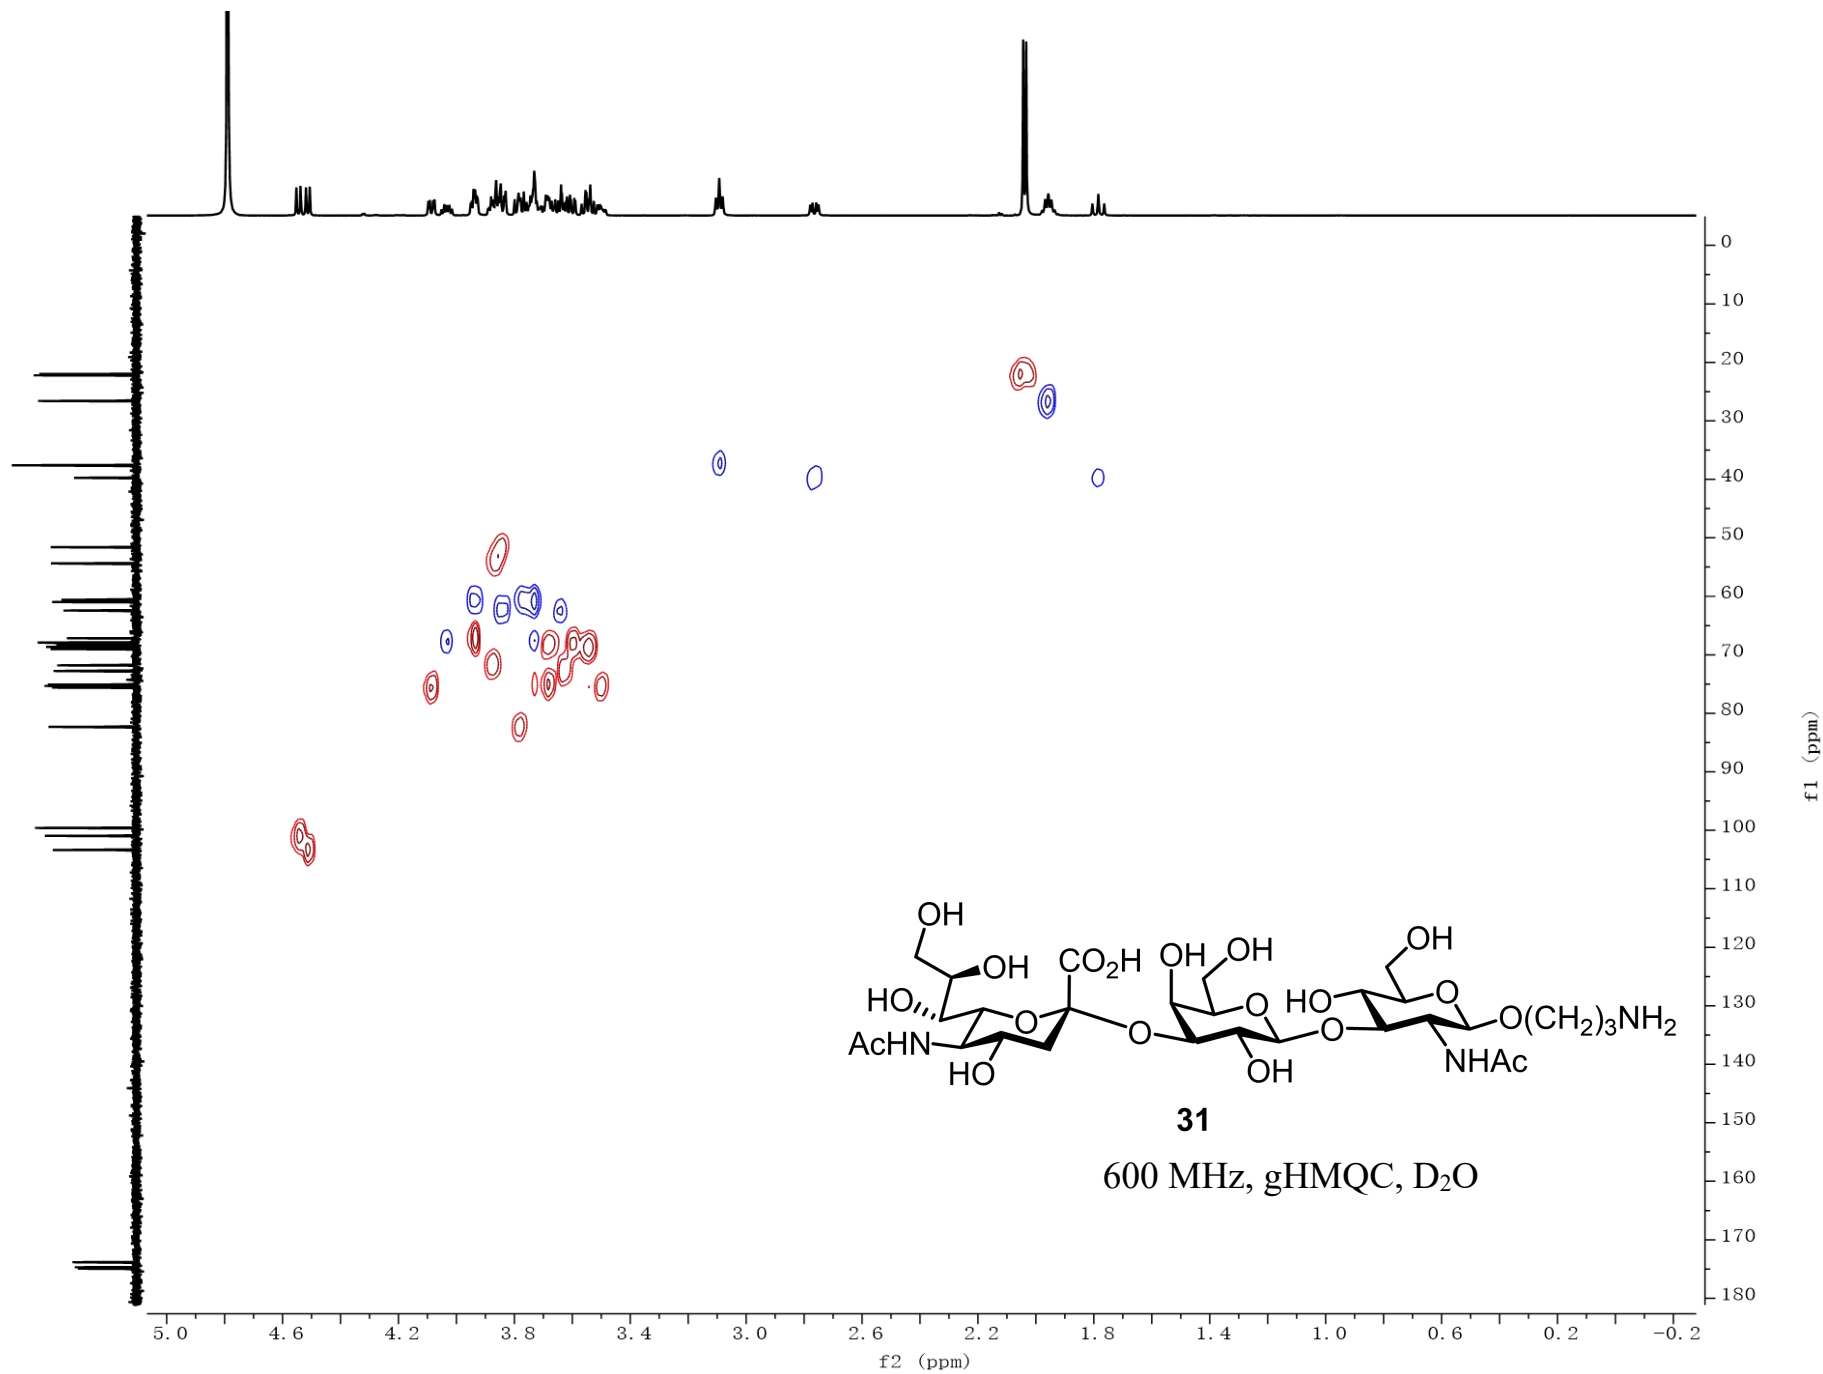 0
10
20
30
40
50
60
70
80
90
100
110
120
130
140
150
160
170
180
f1 (ppm)
OH
OH
HO
AcHN
HO
CO₂H
O
O
OH
OH
O
OH
O
OH
HO
O
NHAc
O(CH₂)₃NH₂
31
600 MHz, gHMQC, D₂O
5.0 4.6 4.2 3.8 3.4 3.0 2.6 2.2 1.8 1.4 1.0 0.6 0.2 -0.2
f2 (ppm)